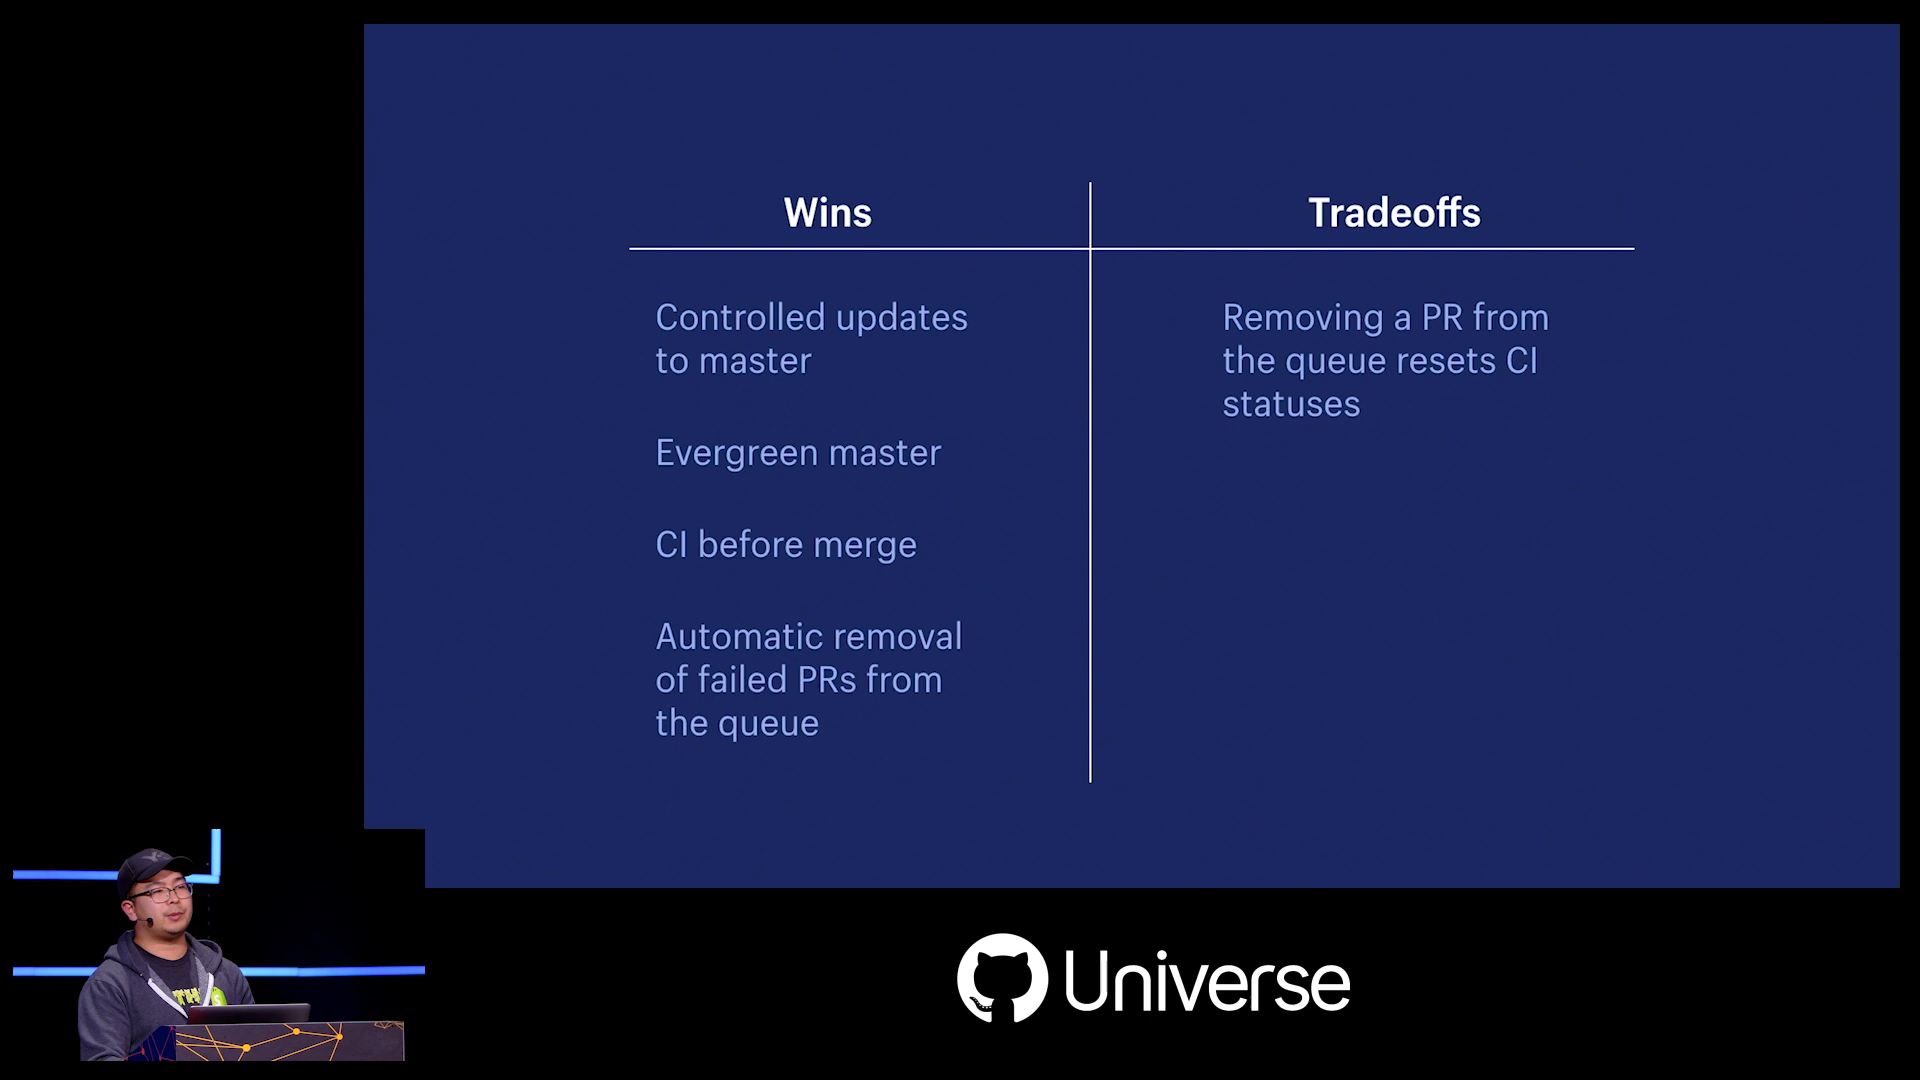 Wins
Tradeoffs
Controlled updates
to master
Evergreen master
CI before merge
Automatic removal
of failed PRs from
the queue
Removing a PR from
the queue resets CI
statuses
Universe